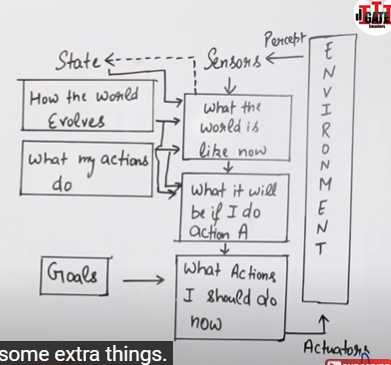 GATE
Percept
State
Sensors
How the world
Evolves
What the
world is
like now
What my actions
do
What it will
be if I do
action A
Goals
What Actions
I should do
now
ENVIRONMENT
Actuators
some extra things.